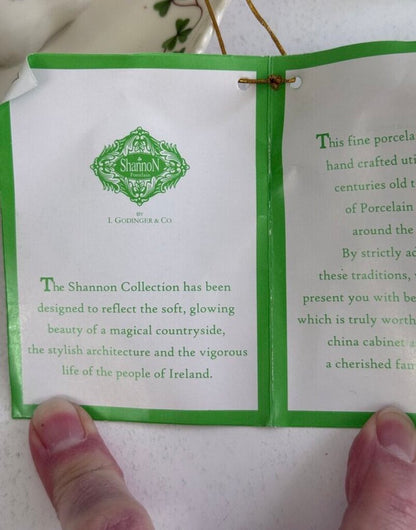 Shannon
Porcelain
BY
I. GODINGER & CO.
The Shannon Collection has been
designed to reflect the soft, glowing
beauty of a magical countryside,
the stylish architecture and the vigorous
life of the people of Ireland.
This fine porcela
hand crafted uti
centuries old t
of Porcelain
around the
By strictly ad
these traditions,
present you with be
which is truly worth
china cabinet a
a cherished fam